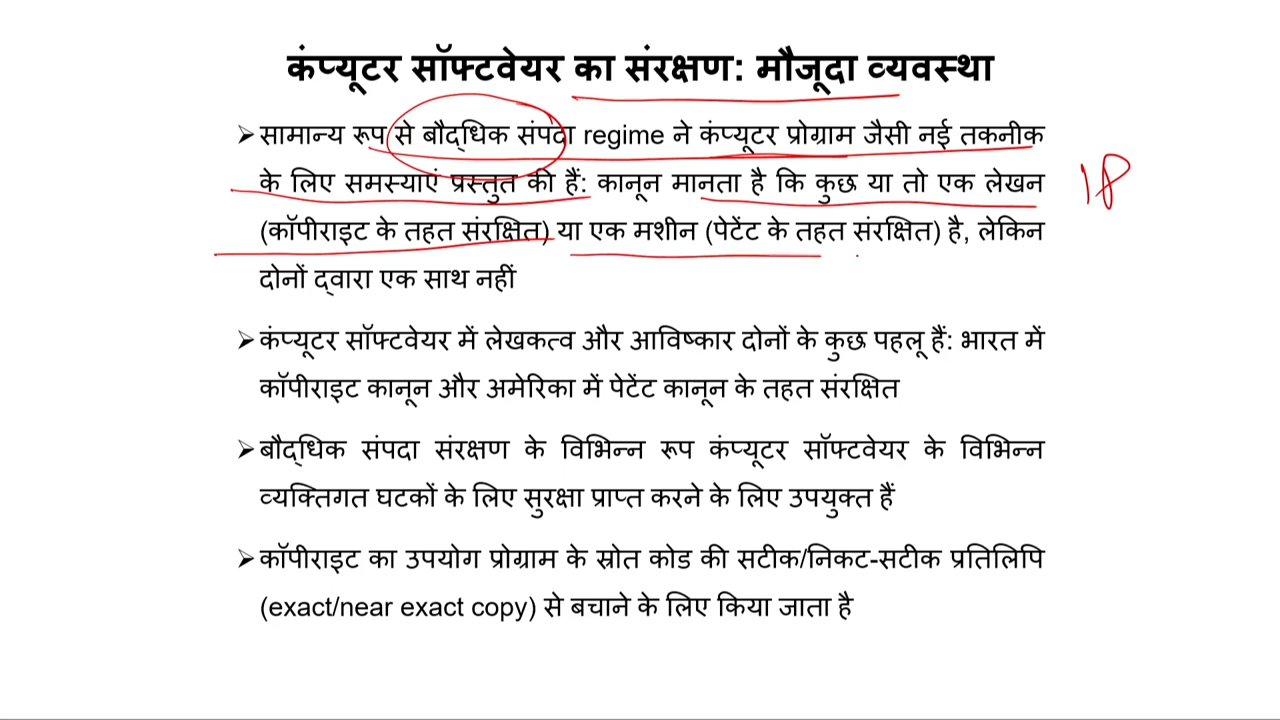 कंप्यूटर सॉफ्टवेयर का संरक्षण: मौजूदा व्यवस्था
➢सामान्य रूप से बौद्धिक संपदा regime ने कंप्यूटर प्रोग्राम जैसी नई तकनीक
के लिए समस्याएं प्रस्तुत की हैं: कानून मानता है कि कुछ या तो एक लेखन
(कॉपीराइट के तहत संरक्षित) या एक मशीन (पेटेंट के तहत संरक्षित) है, लेकिन
दोनों द्वारा एक साथ नहीं
➢कंप्यूटर सॉफ्टवेयर में लेखकत्व और आविष्कार दोनों के कुछ पहलू हैं: भारत में
कॉपीराइट कानून और अमेरिका में पेटेंट कानून के तहत संरक्षित
➢बौद्धिक संपदा संरक्षण के विभिन्न रूप कंप्यूटर सॉफ्टवेयर के विभिन्न
व्यक्तिगत घटकों के लिए सुरक्षा प्राप्त करने के लिए उपयुक्त हैं
➢कॉपीराइट का उपयोग प्रोग्राम के स्रोत कोड की सटीक/निकट-सटीक प्रतिलिपि
(exact/near exact copy) से बचाने के लिए किया जाता है